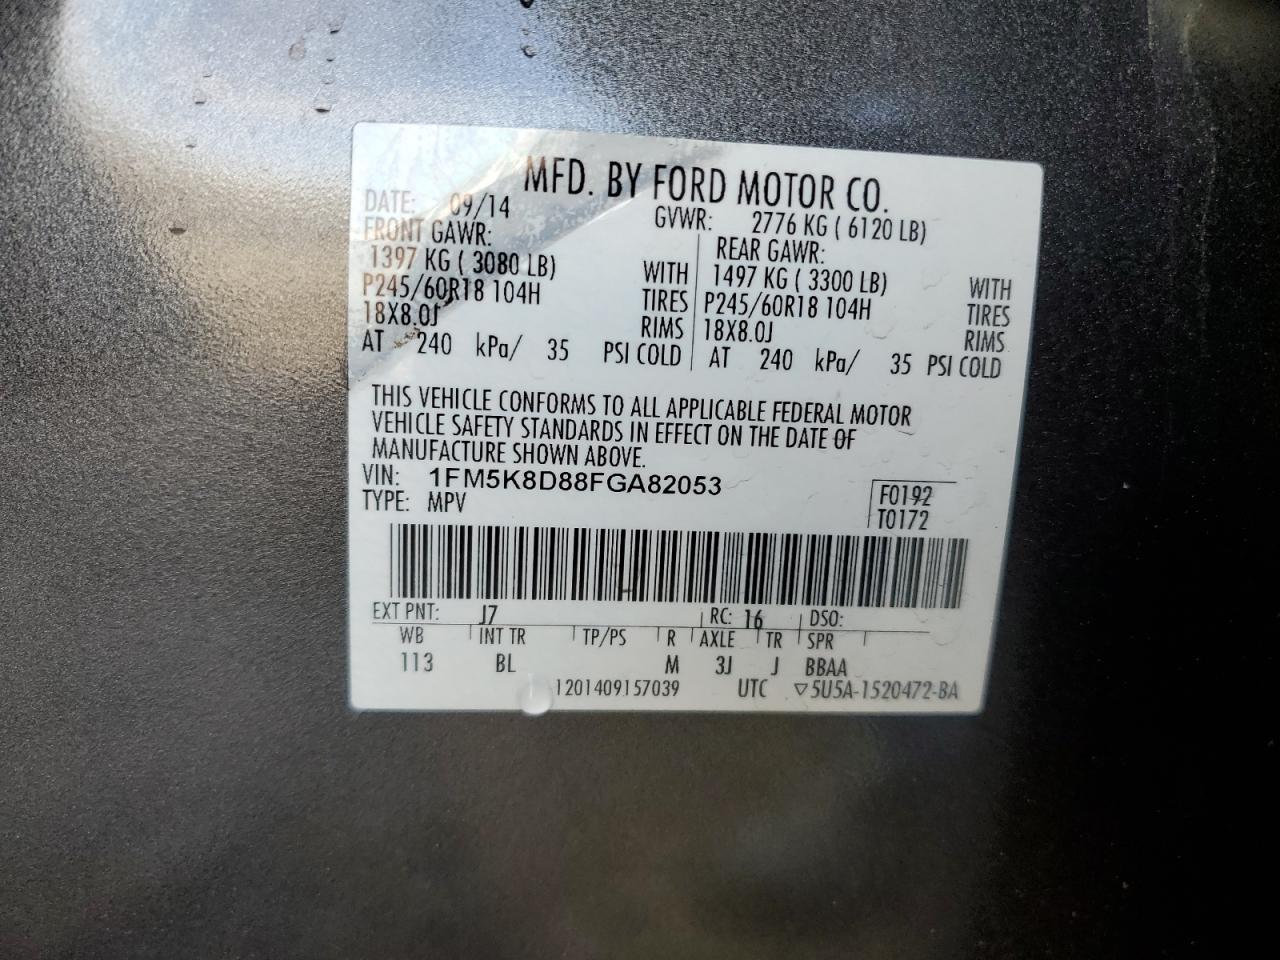 MFD. BY FORD MOTOR CO.
DATE: 09/14 GVWR: 2776 KG ( 6120 LB)
FRONT GAWR: REAR GAWR:
1397 KG ( 3080 LB) WITH 1497 KG ( 3300 LB) WITH
P245/60R18 104H TIRES P245/60R18 104H TIRES
18X8.0J RIMS 18X8.0J RIMS
AT 240 kPa/ 35 PSI COLD AT 240 kPa/ 35 PSI COLD
THIS VEHICLE CONFORMS TO ALL APPLICABLE FEDERAL MOTOR
VEHICLE SAFETY STANDARDS IN EFFECT ON THE DATE OF
MANUFACTURE SHOWN ABOVE.
VIN: 1FM5K8D88FGA82053 F0192
TYPE: MPV T0172
EXT PNT: J7 RC: 16 DSO:
WB INT TR TP/PS R AXLE TR SPR
113 BL M 3J J BBAA
1201409157039 UTC ▽5U5A-1520472-BA